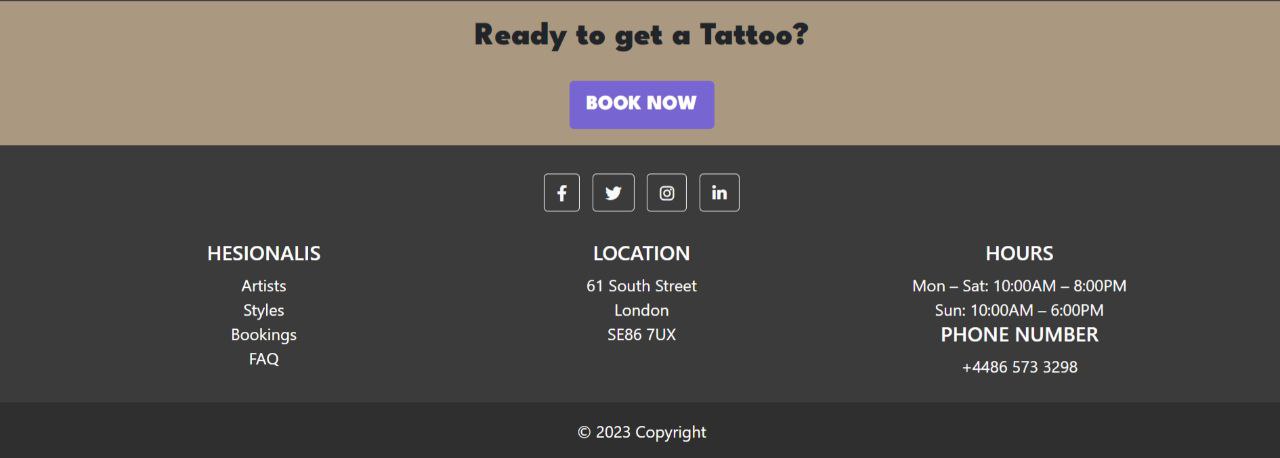 Ready to get a Tattoo?
BOOK NOW
HESIONALIS
Artists
Styles
Bookings
FAQ
LOCATION
61 South Street
London
SE86 7UX
HOURS
Mon – Sat: 10:00AM – 8:00PM
Sun: 10:00AM – 6:00PM
PHONE NUMBER
+4486 573 3298
© 2023 Copyright